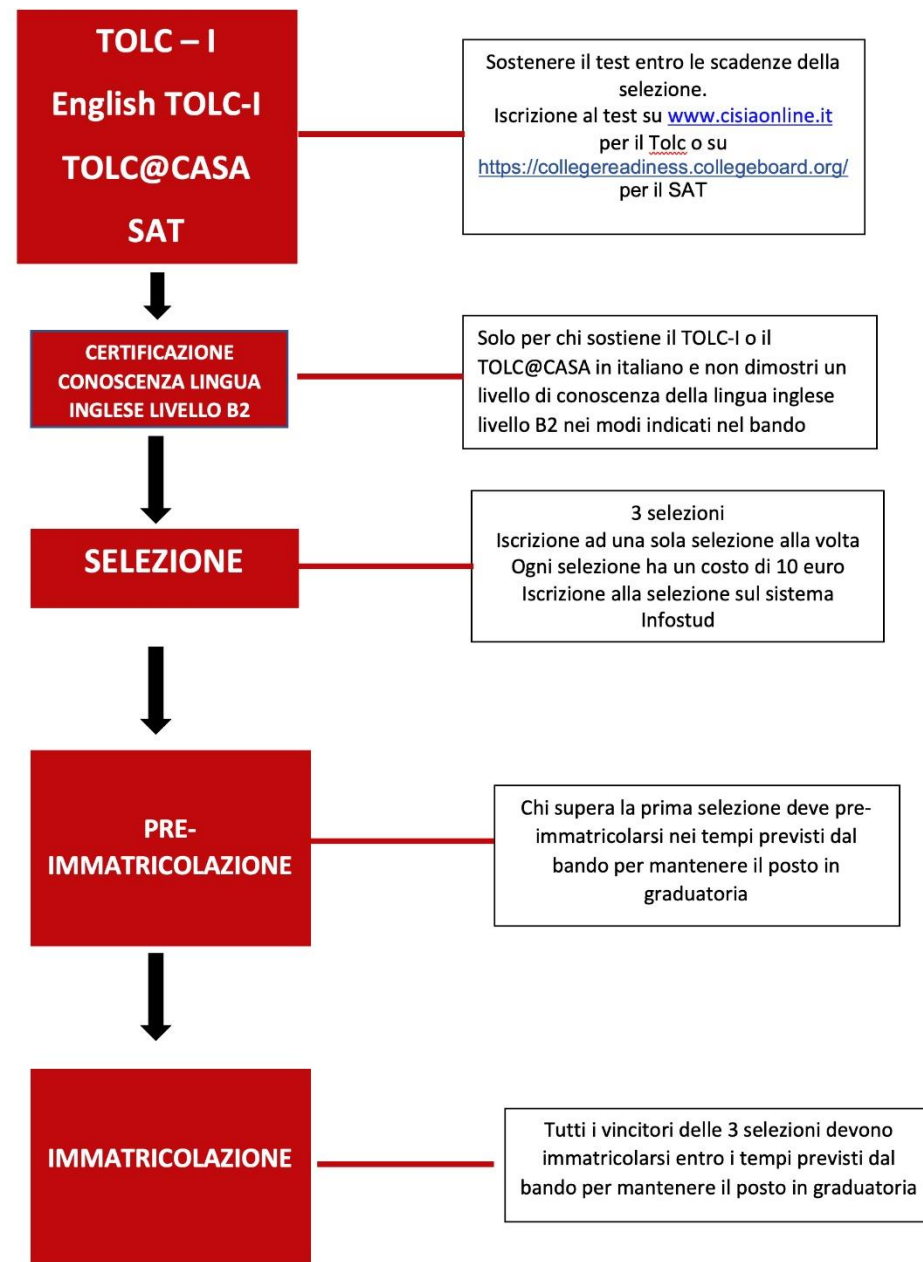 TOLC – I
English TOLC-I
TOLC@CASA
SAT
Sostenere il test entro le scadenze della
selezione.
Iscrizione al test su www.cisiaonline.it
per il Tolc o su
https://collegereadiness.collegeboard.org/
per il SAT
CERTIFICAZIONE
CONOSCENZA LINGUA
INGLESE LIVELLO B2
Solo per chi sostiene il TOLC-I o il
TOLC@CASA in italiano e non dimostri un
livello di conoscenza della lingua inglese
livello B2 nei modi indicati nel bando
SELEZIONE
3 selezioni
Iscrizione ad una sola selezione alla volta
Ogni selezione ha un costo di 10 euro
Iscrizione alla selezione sul sistema
Infostud
PRE-
IMMATRICOLAZIONE
Chi supera la prima selezione deve pre-
immatricolarsi nei tempi previsti dal
bando per mantenere il posto in
graduatoria
IMMATRICOLAZIONE
Tutti i vincitori delle 3 selezioni devono
immatricolarsi entro i tempi previsti dal
bando per mantenere il posto in graduatoria